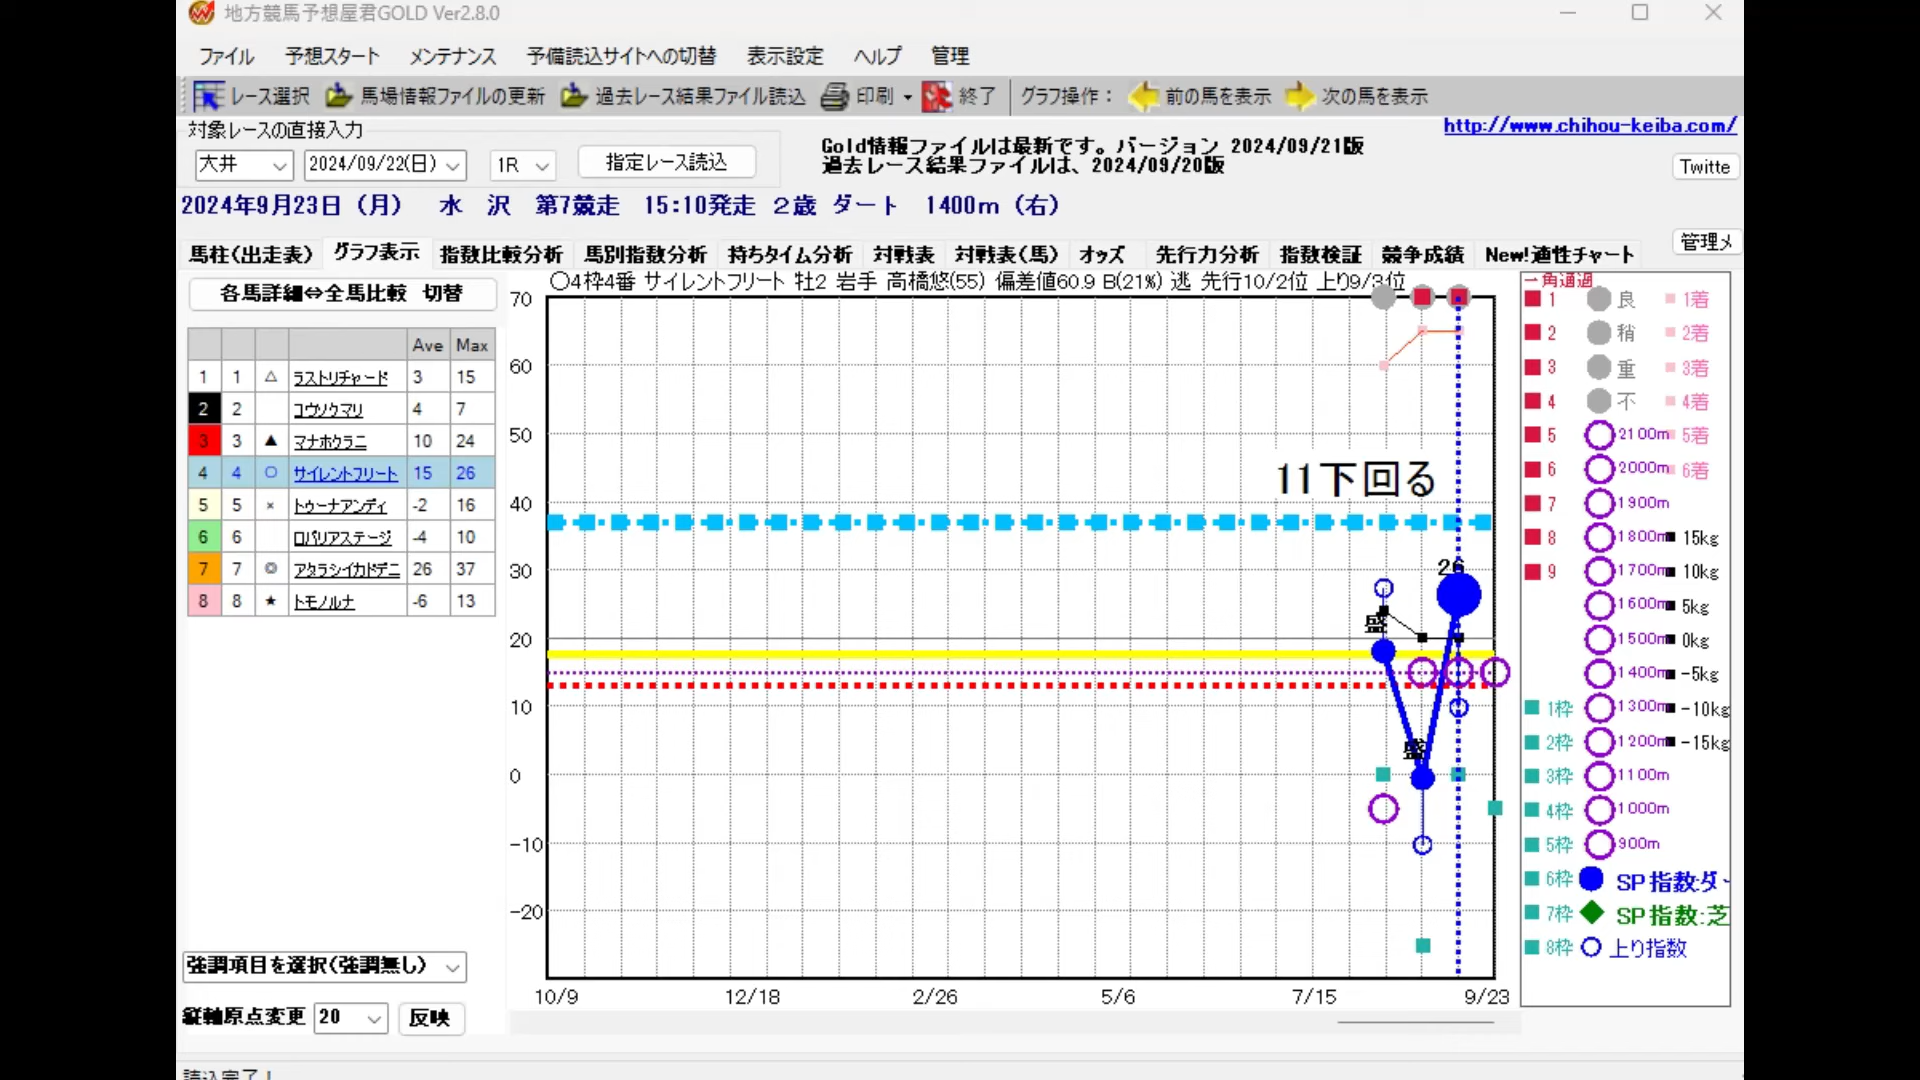 地方競馬予想屋君GOLD Ver2.8.0
ファイル 予想スタート メンテナンス 予備読込サイトへの切替 表示設定 ヘルプ 管理
レース選択 馬場情報ファイルの更新 過去レース結果ファイル読込 印刷 終了 グラフ操作： 前の馬を表示 次の馬を表示
対象レースの直接入力
http://www.chihou-keiba.com/
大井 2024/09/22(日) 1R 指定レース読込
Gold情報ファイルは最新です。バージョン 2024/09/21版
過去レース結果ファイルは、2024/09/20版
Twitte
2024年9月23日（月） 水 沢 第7競走 15:10発走 2歳 ダート 1400m（右）
管理メ
馬柱(出走表) グラフ表示 指数比較分析 馬別指数分析 持ちタイム分析 対戦表 対戦表(馬) オッズ 先行力分析 指数検証 競争成績 New!適性チャート
各馬詳細⇔全馬比較 切替
○4枠4番 サイレントフリート 牡2 岩手 高橋悠(55) 偏差値60.9 B(21%) 逃 先行10/2位 上り9/3位
Ave Max
1 1 △ ラストリチャード 3 15
2 2 コウソクマリ 4 7
3 3 ▲ マナホクラニ 10 24
4 4 ○ サイレントフリート 15 26
5 5 × トゥーナアンディ -2 16
6 6 ロバリアステージ -4 10
7 7 ◎ アタラシイカドデニ 26 37
8 8 ★ トモノルナ -6 13
70
60
50
40
30
20
10
0
-10
-20
11下回る
26
盛
盛
10/9 12/18 2/26 5/6 7/15 9/23
一角通過
1 良 1着
2 稍 2着
3 重 3着
4 不 4着
5 2100m 5着
6 2000m 6着
7 1900m
8 1800m 15kg
9 1700m 10kg
1600m 5kg
1500m 0kg
1400m -5kg
1枠 1300m -10kg
2枠 1200m -15kg
3枠 1100m
4枠 1000m
5枠 900m
6枠 SP指数:ダｰ
7枠 SP指数:芝
8枠 上り指数
強調項目を選択(強調無し)
縦軸原点変更 20 反映
読込完了！